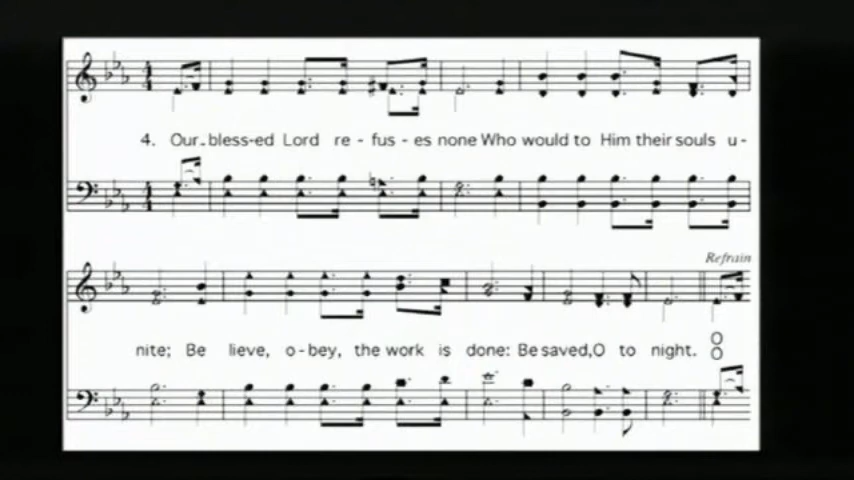 4. Our bless-ed Lord re - fus - es none Who would to Him their souls u -
Refrain
nite; Be lieve, o - bey, the work is done: Be saved, O to night. O
O